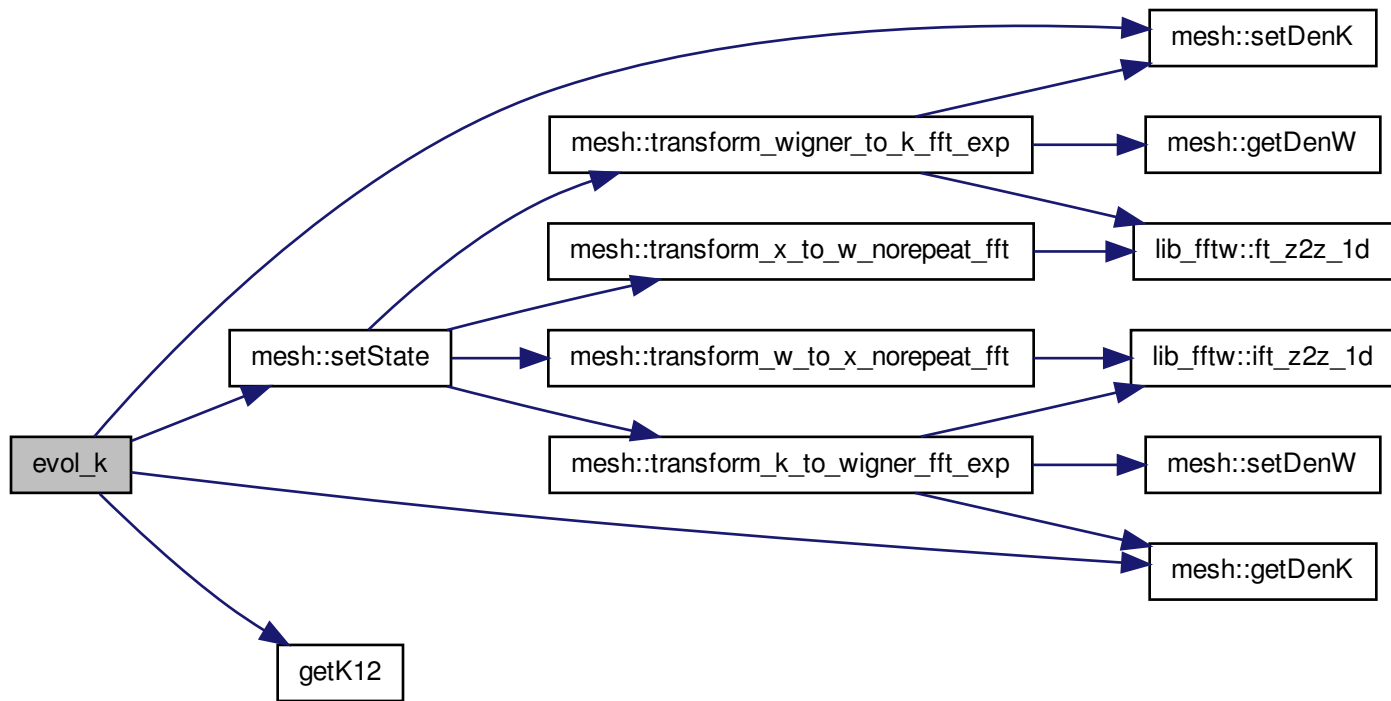 mesh::setDenK
mesh::transform_wigner_to_k_fft_exp
mesh::getDenW
mesh::transform_x_to_w_norepeat_fft
lib_fftw::ft_z2z_1d
mesh::setState
mesh::transform_w_to_x_norepeat_fft
lib_fftw::ift_z2z_1d
evol_k
mesh::transform_k_to_wigner_fft_exp
mesh::setDenW
mesh::getDenK
getK12